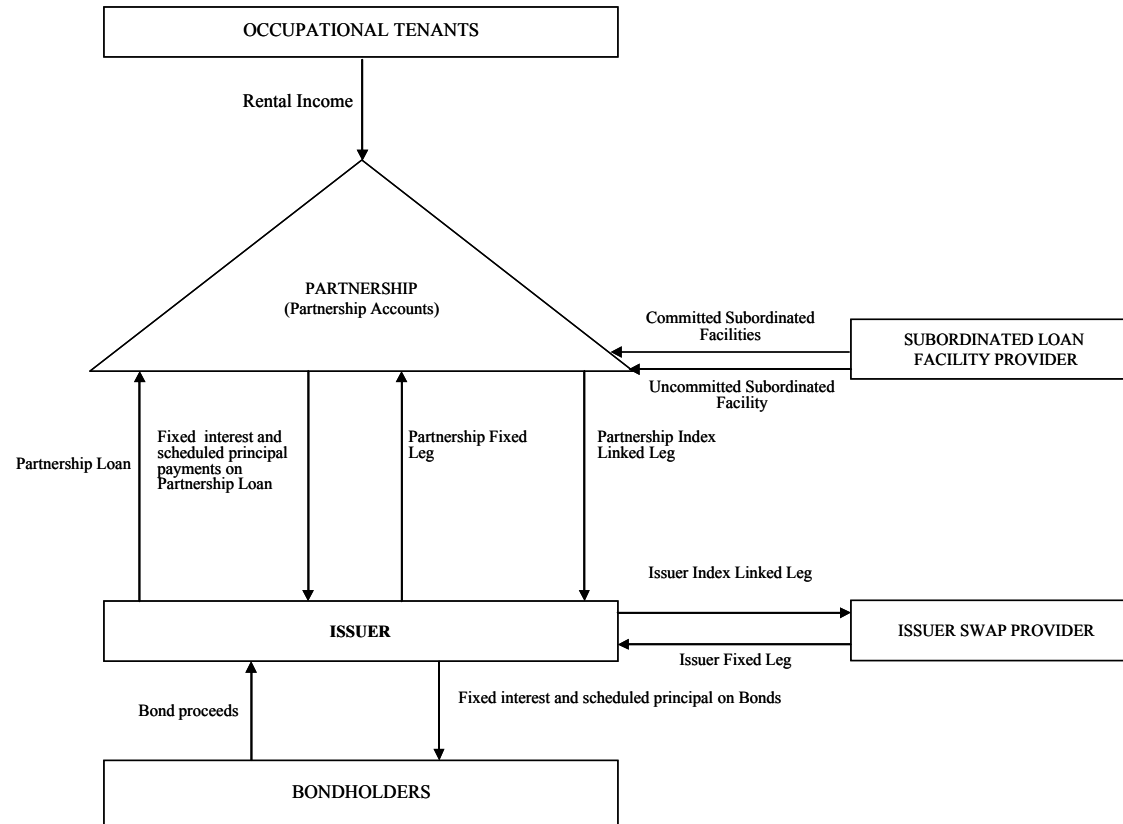 OCCUPATIONAL TENANTS
Rental Income
PARTNERSHIP
(Partnership Accounts)
Committed Subordinated
Facilities
SUBORDINATED LOAN
FACILITY PROVIDER
Uncommitted Subordinated
Facility
Partnership Loan
Fixed interest and
scheduled principal
payments on
Partnership Loan
Partnership Fixed
Leg
Partnership Index
Linked Leg
Issuer Index Linked Leg
ISSUER
ISSUER SWAP PROVIDER
Issuer Fixed Leg
Bond proceeds
Fixed interest and scheduled principal on Bonds
BONDHOLDERS